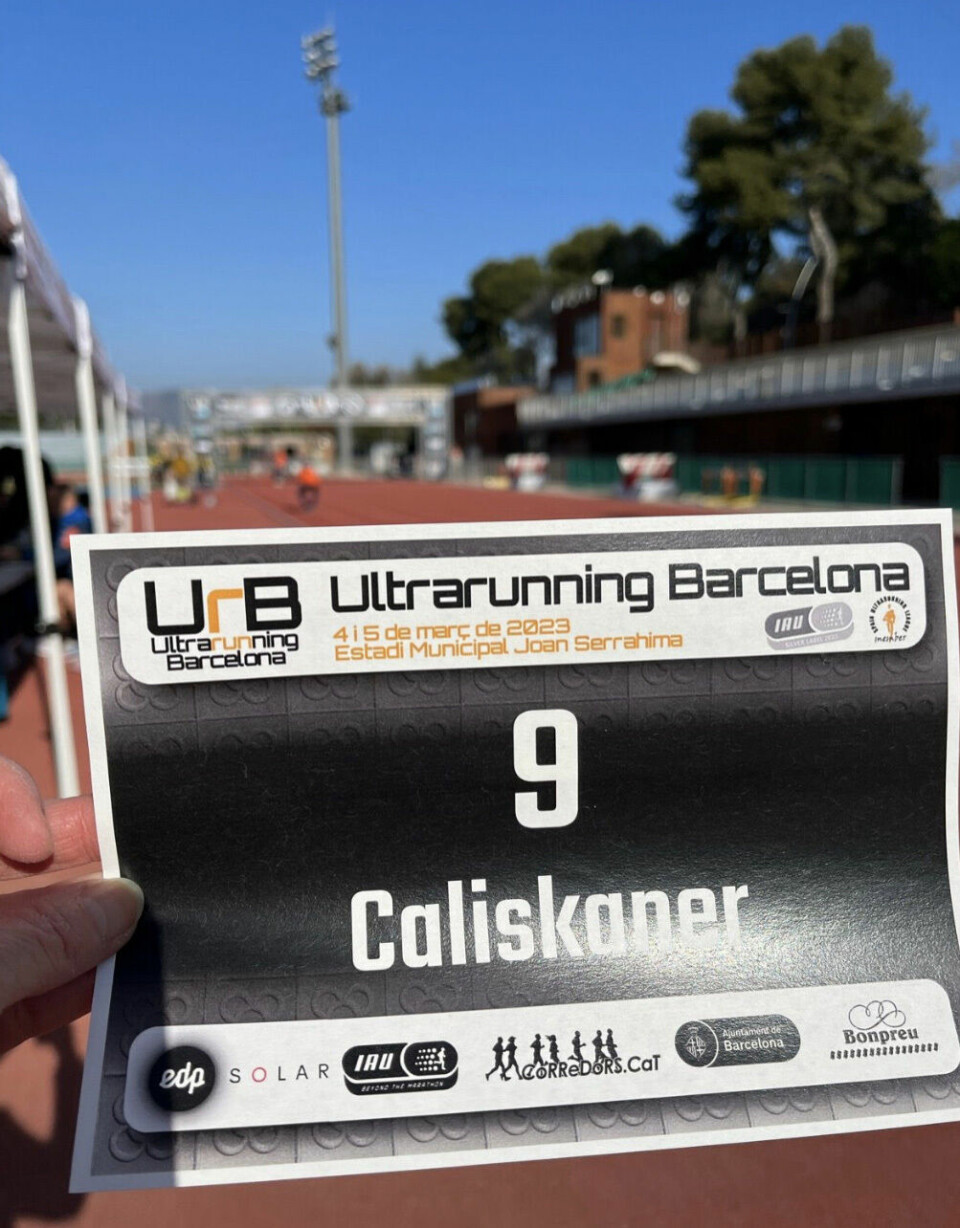 UrB
Ultrarunning
Barcelona
Ultrarunning Barcelona
4 i 5 de març de 2023
Estadi Municipal Joan Serrahima
IAU
member
9
Caliskaner
edp
SOLAR
IAU
BEYOND THE MARATHON
CORREDORS.CAT
Ajuntament de
Barcelona
Bonpreu